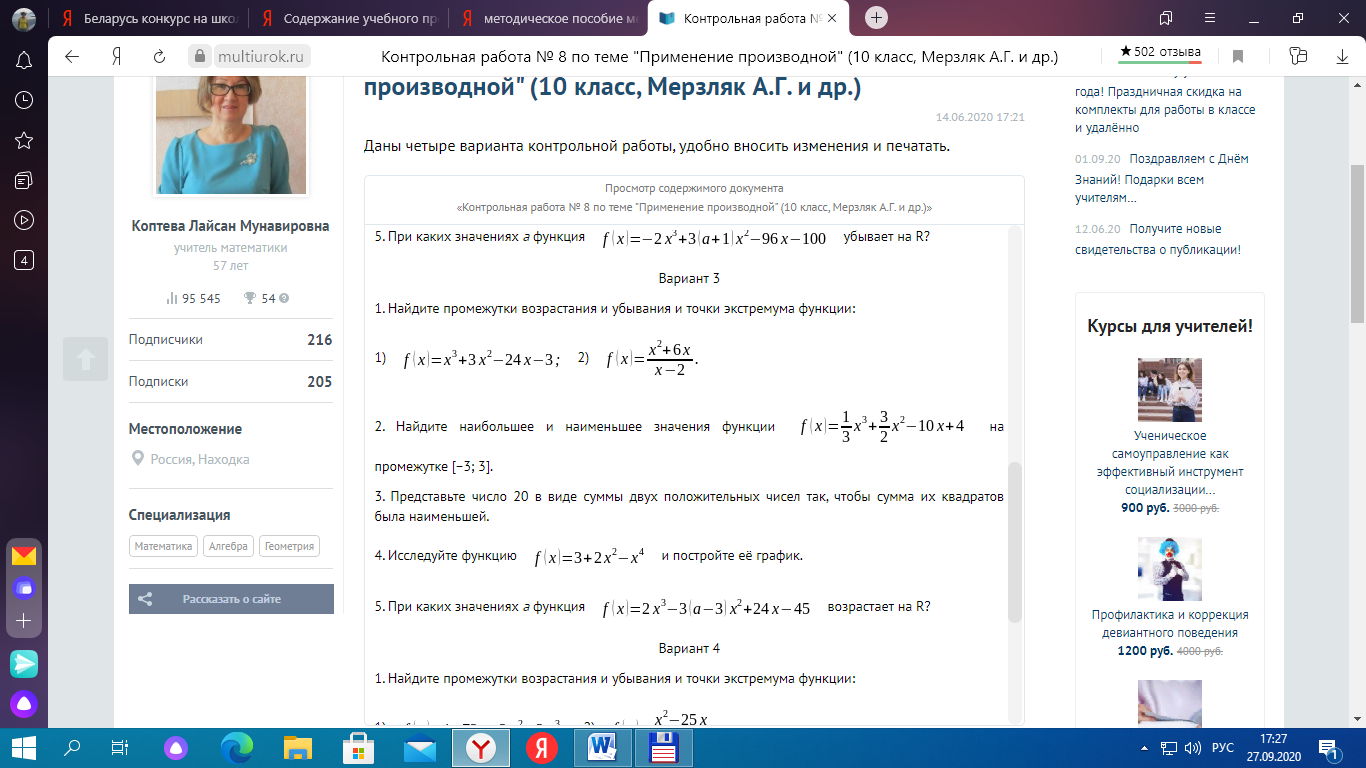 Беларусь конкурс на шко
Содержание учебного пр
методическое пособие м
Контрольная работа №
multiurok.ru
Контрольная работа № 8 по теме "Применение производной" (10 класс, Мерзляк А.Г. и др.)
★502 отзыва
производной" (10 класс, Мерзляк А.Г. и др.)
14.06.2020 17:21
Даны четыре варианта контрольной работы, удобно вносить изменения и печатать.
Просмотр содержимого документа
«Контрольная работа № 8 по теме "Применение производной" (10 класс, Мерзляк А.Г. и др.)»
5. При каких значениях а функция f(x)=−2x³+3(a+1)x²−96x−100 убывает на R?
Вариант 3
1. Найдите промежутки возрастания и убывания и точки экстремума функции:
1) f(x)=x³+3x²−24x−3; 2) f(x)=(x²+6x)/(x−2).
2. Найдите наибольшее и наименьшее значения функции f(x)=1/3x³+3/2x²−10x+4 на
промежутке [−3; 3].
3. Представьте число 20 в виде суммы двух положительных чисел так, чтобы сумма их квадратов
была наименьшей.
4. Исследуйте функцию f(x)=3+2x²−x⁴ и постройте её график.
5. При каких значениях а функция f(x)=2x³−3(a−3)x²+24x−45 возрастает на R?
Вариант 4
1. Найдите промежутки возрастания и убывания и точки экстремума функции:
x²−25x
Коптева Лайсан Мунавировна
учитель математики
57 лет
95 545 54
Подписчики 216
Подписки 205
Местоположение
Россия, Находка
Специализация
Математика Алгебра Геометрия
Рассказать о сайте
года! Праздничная скидка на
комплекты для работы в классе
и удалённо
01.09.20 Поздравляем с Днём
Знаний! Подарки всем
учителям...
12.06.20 Получите новые
свидетельства о публикации!
Курсы для учителей!
Ученическое
самоуправление как
эффективный инструмент
социализации...
900 руб. 3000 руб.
Профилактика и коррекция
девиантного поведения
1200 руб. 4000 руб.
4
РУС
17:27
27.09.2020
1